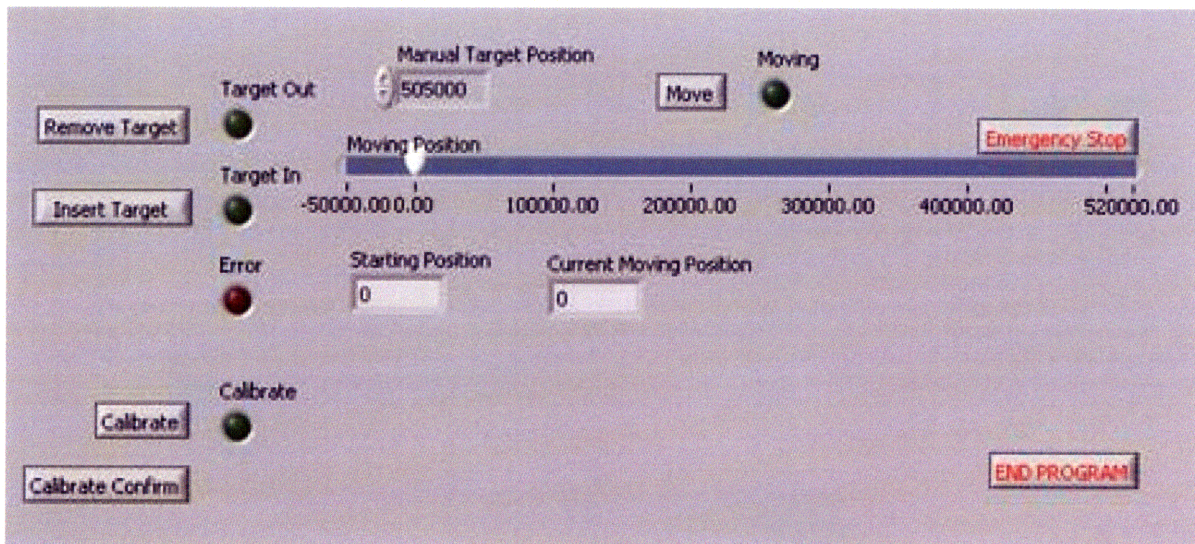 Manual Target Position
Moving
Target Out
505000
Move
Remove Target
Emergency Stop
Moving Position
Target In
Insert Target
-50000.00 0.00 100000.00 200000.00 300000.00 400000.00 520000.00
Error
Starting Position
Current Moving Position
0
0
Calibrate
Calibrate
Calibrate Confirm
END PROGRAM